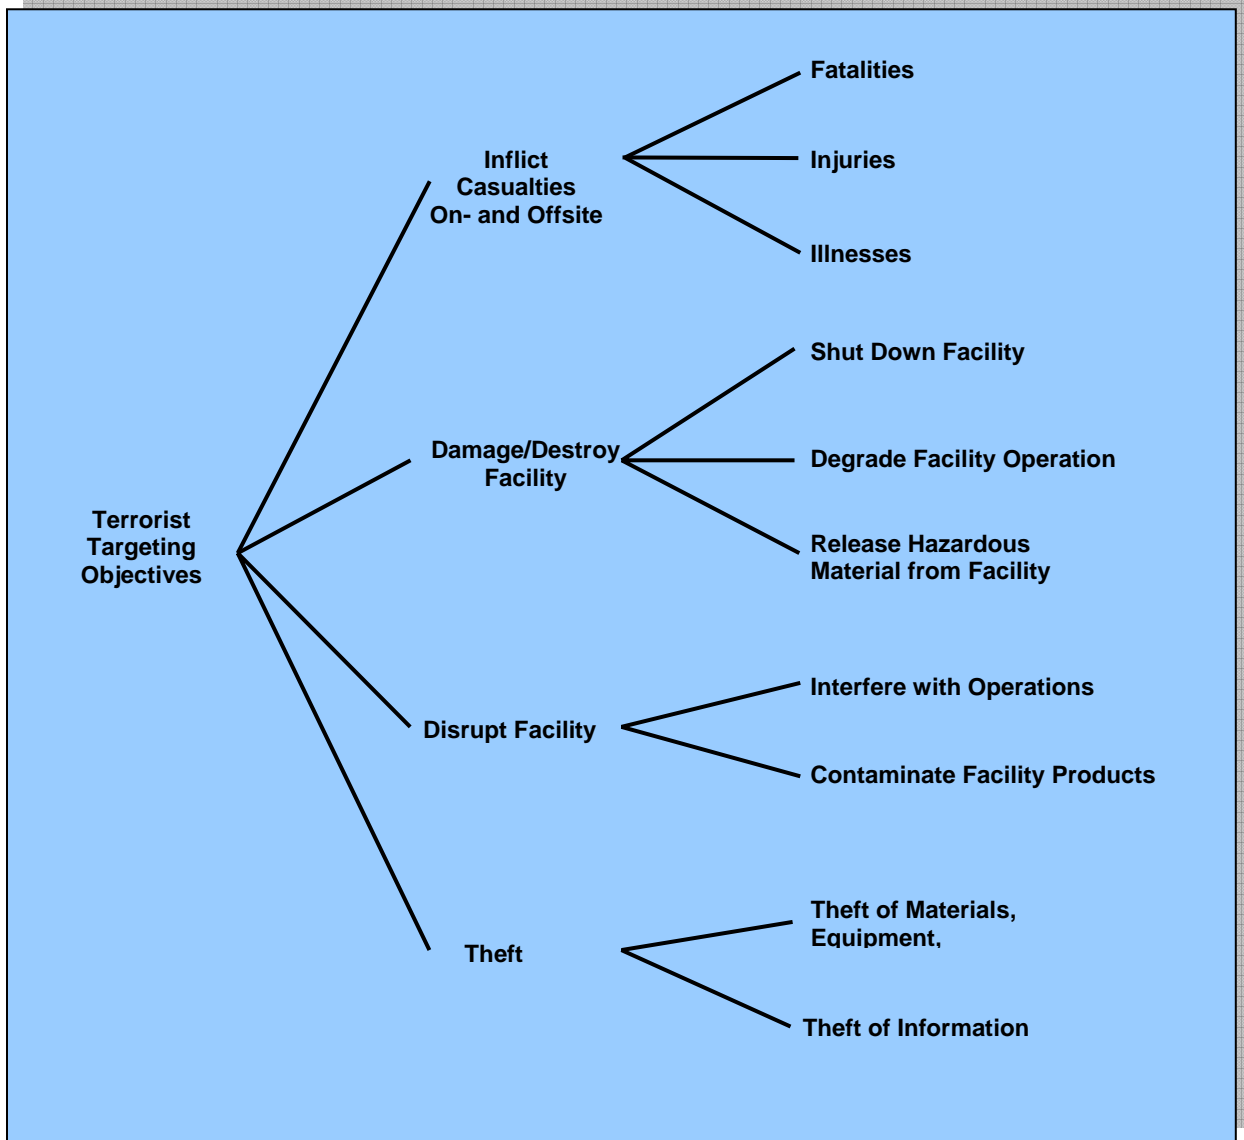 Terrorist
Targeting
Objectives
Inflict
Casualties
On- and Offsite
Fatalities
Injuries
Illnesses
Damage/Destroy
Facility
Shut Down Facility
Degrade Facility Operation
Release Hazardous
Material from Facility
Disrupt Facility
Interfere with Operations
Contaminate Facility Products
Theft
Theft of Materials,
Equipment,
Theft of Information